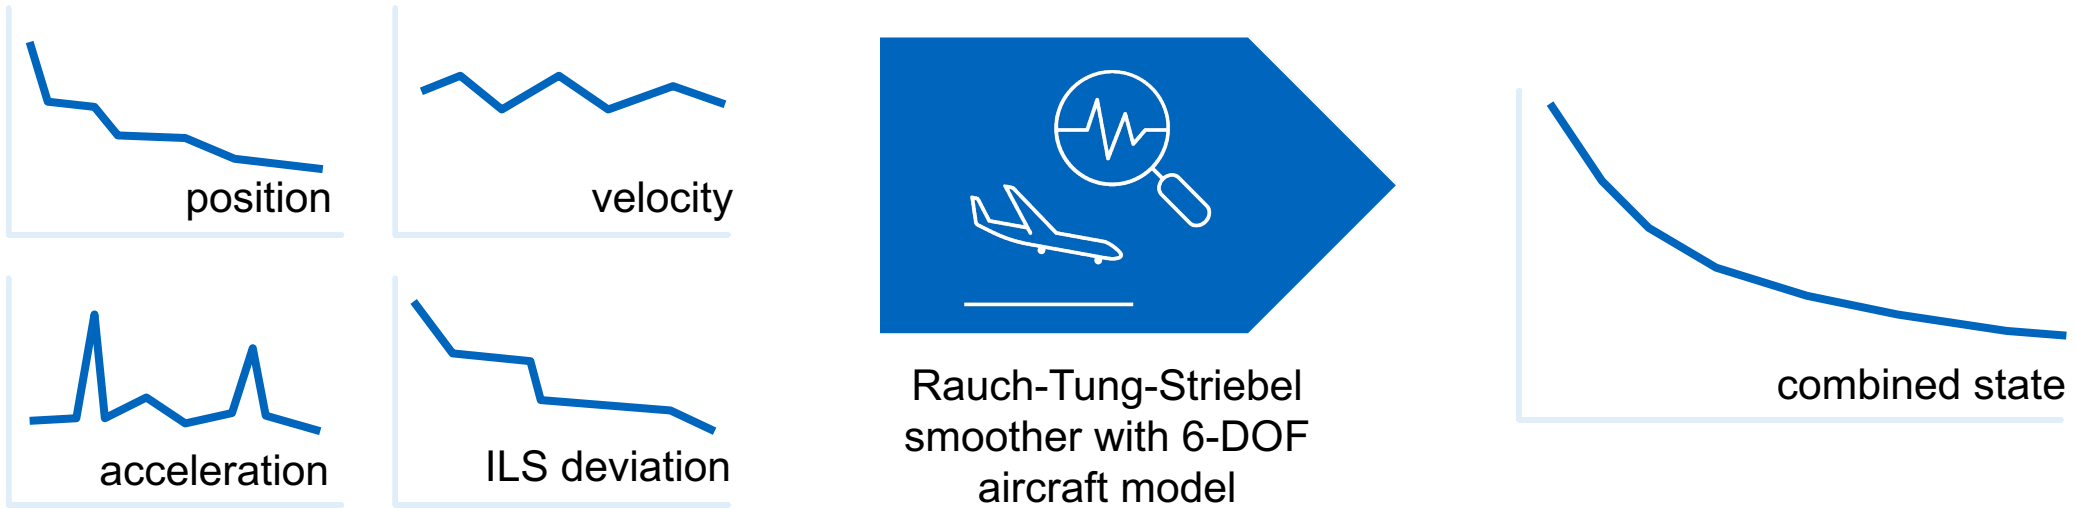 position
velocity
acceleration
ILS deviation
Rauch-Tung-Striebel
smoother with 6-DOF
aircraft model
combined state